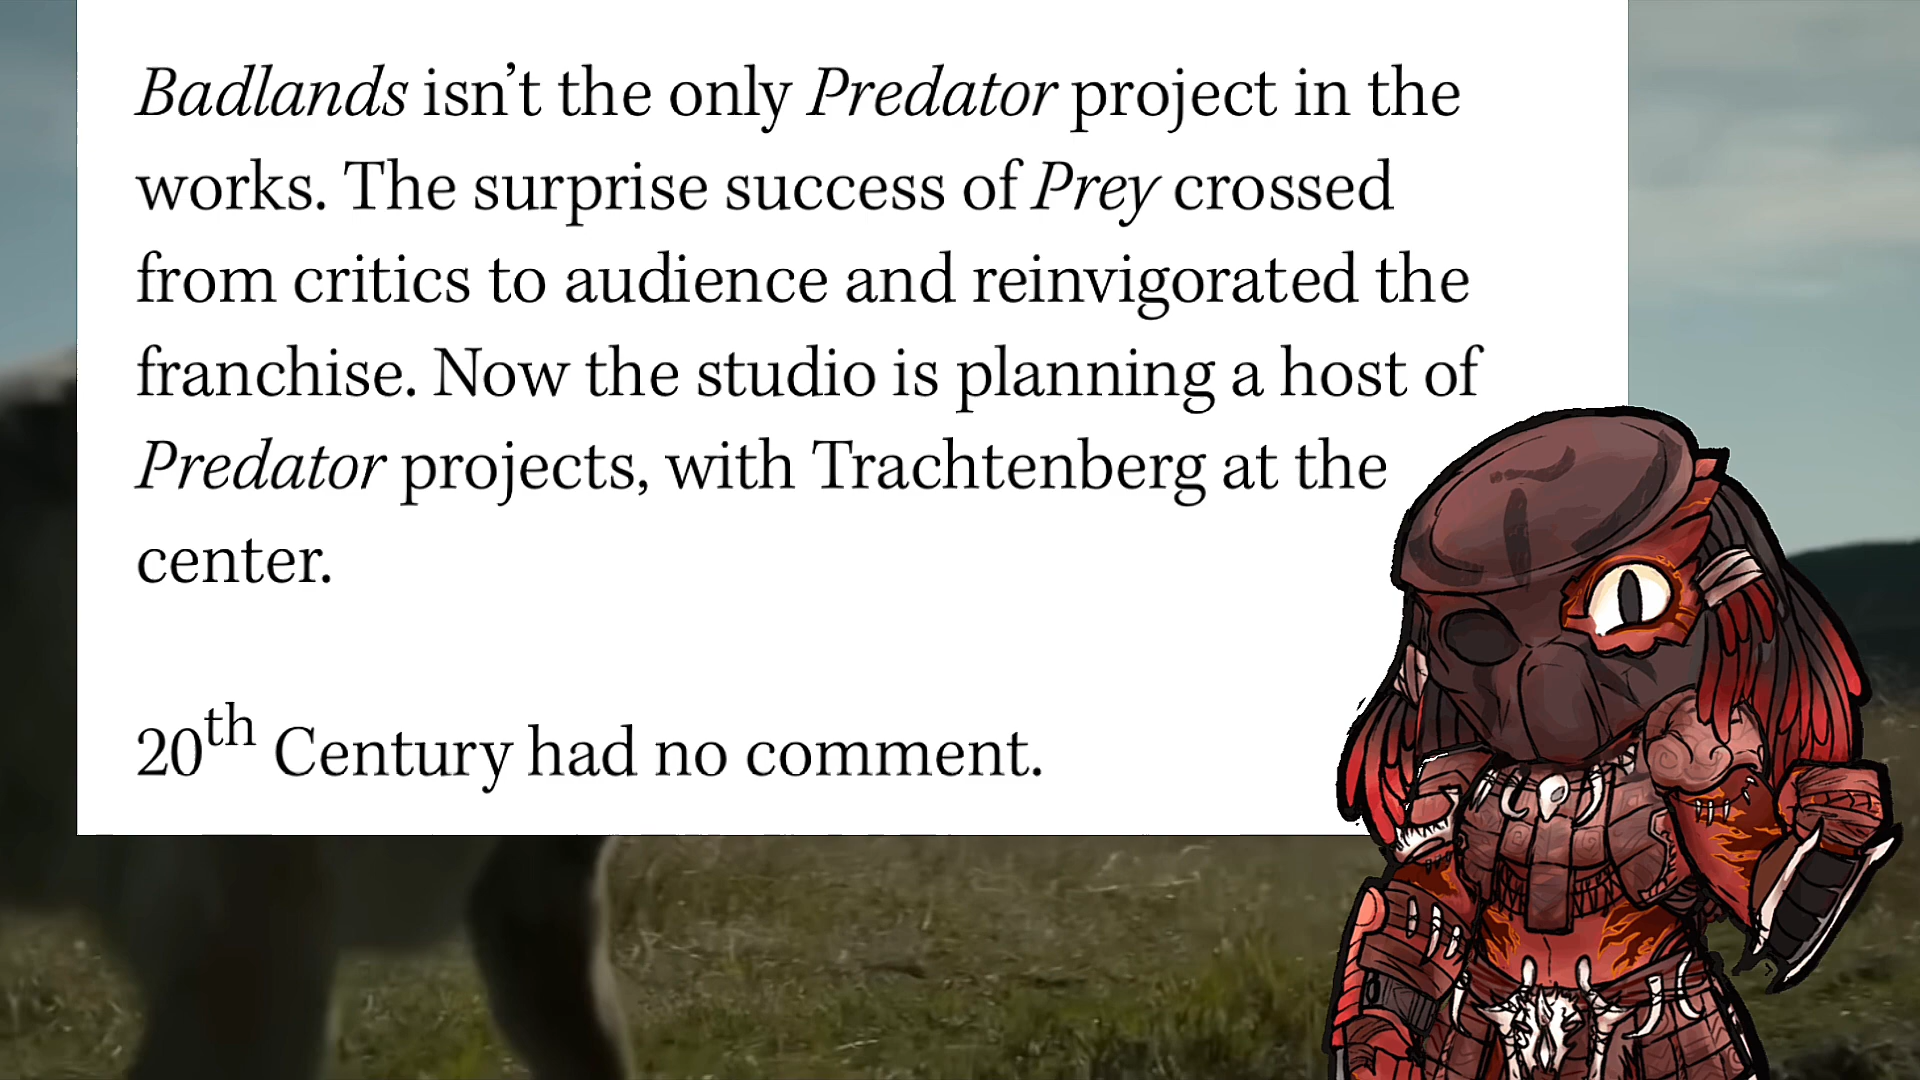 Badlands isn’t the only Predator project in the
works. The surprise success of Prey crossed
from critics to audience and reinvigorated the
franchise. Now the studio is planning a host of
Predator projects, with Trachtenberg at the
center.
20th Century had no comment.